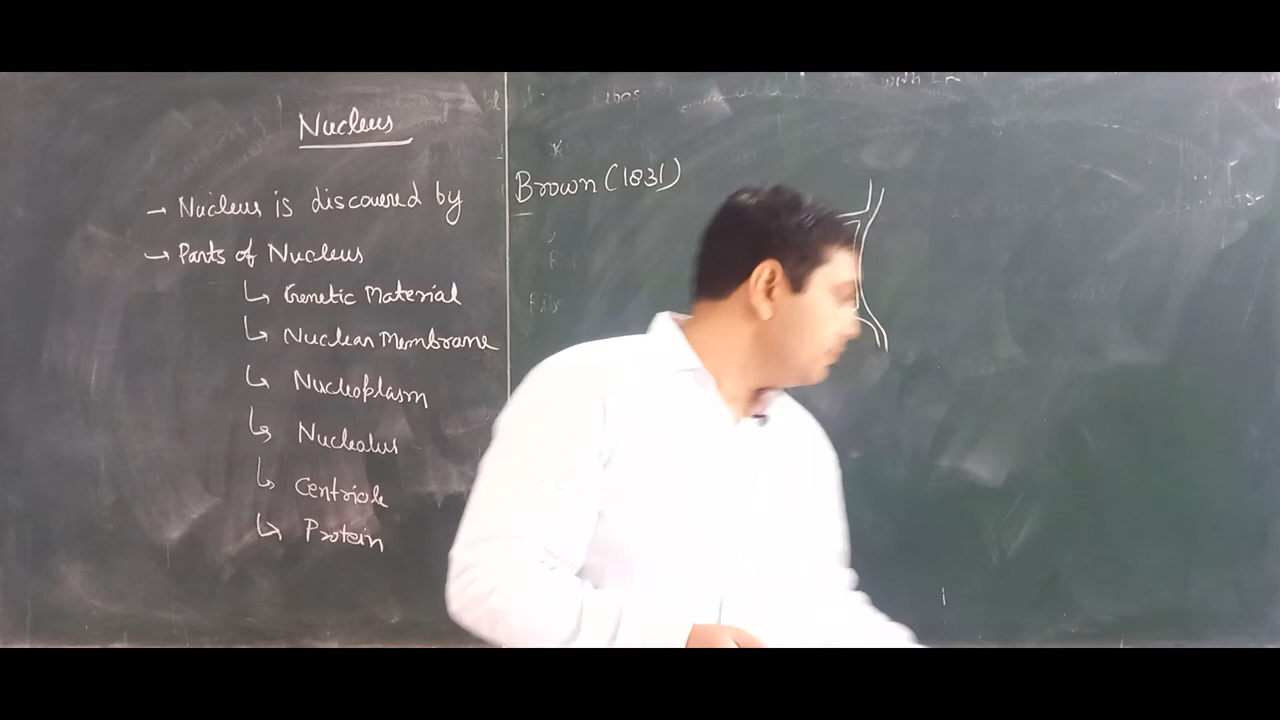 Nucleus
→ Nucleus is discovered by Brown (1831)
→ Parts of Nucleus
↳ Genetic Material
↳ Nuclear Membrane
↳ Nucleoplasm
↳ Nucleolus
↳ Centriole
↳ Protein